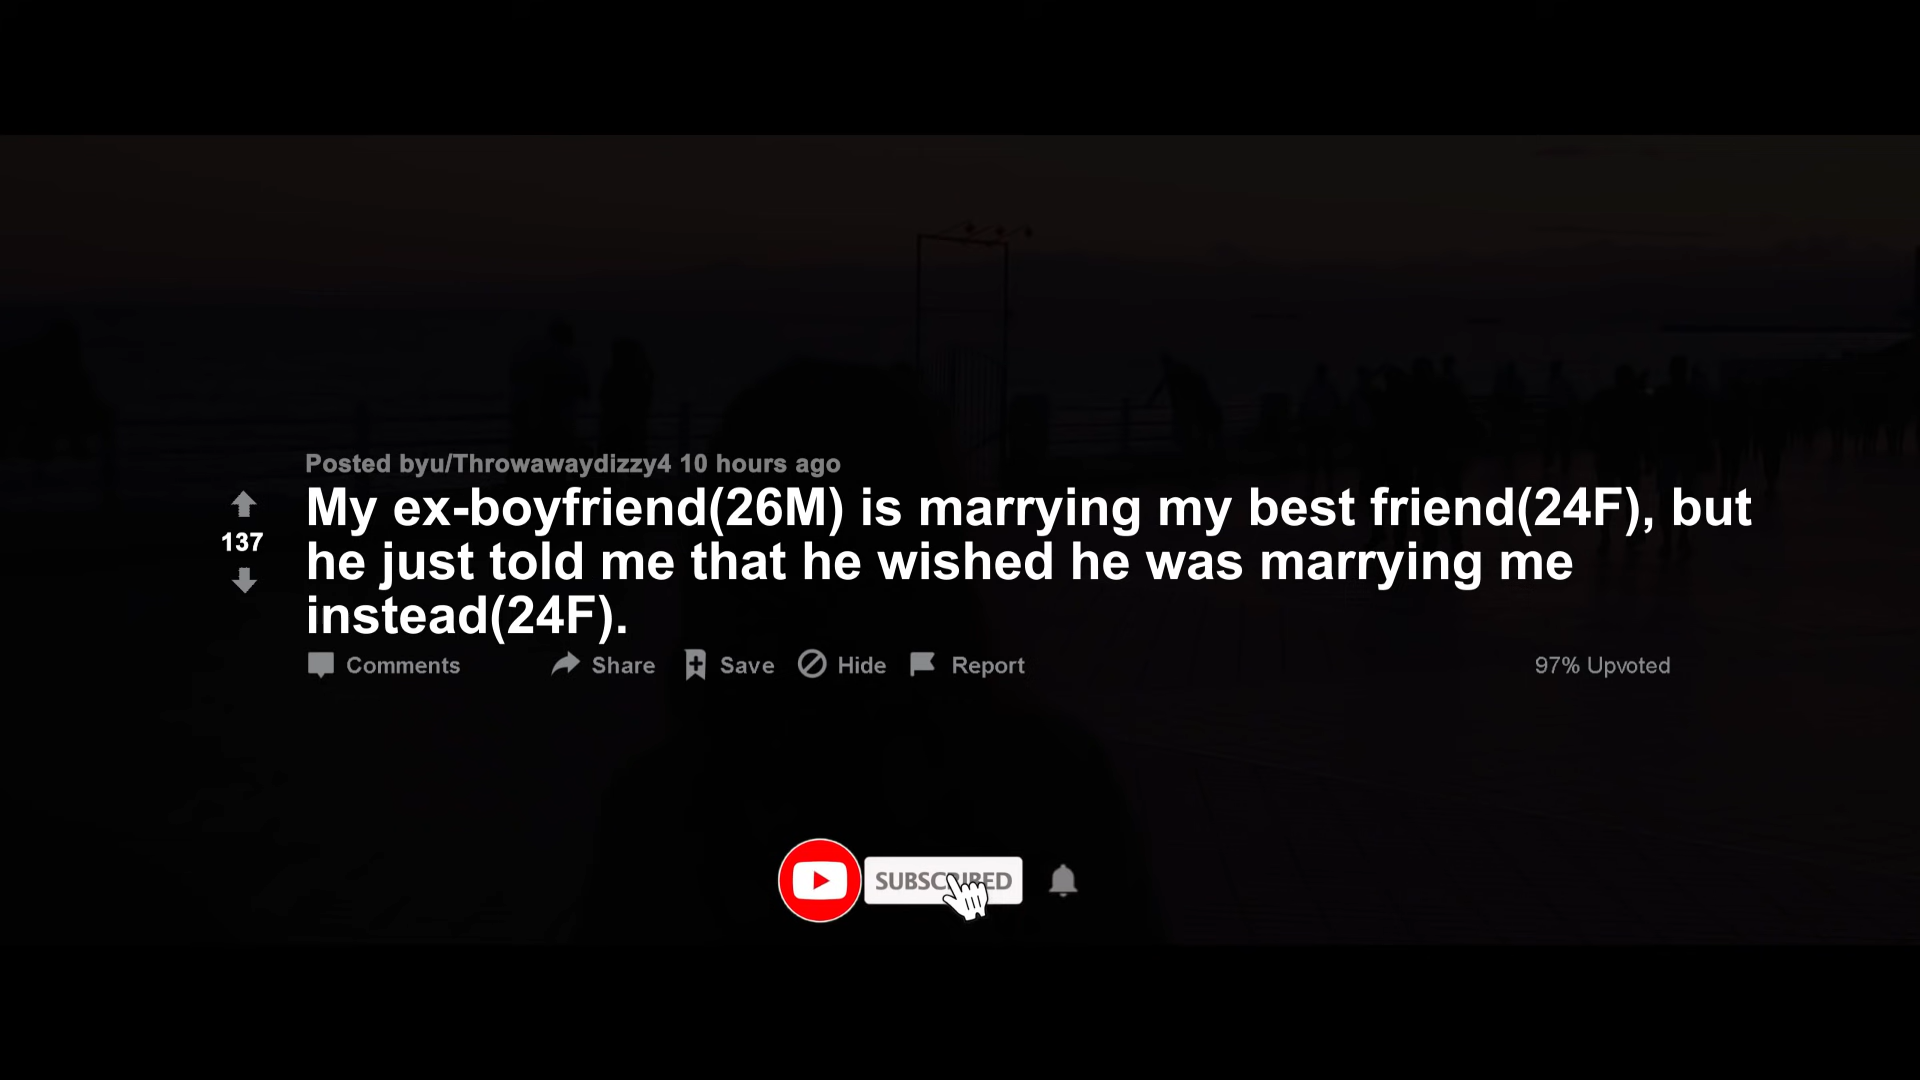 Posted byu/Throwawaydizzy4 10 hours ago
137
My ex-boyfriend(26M) is marrying my best friend(24F), but
he just told me that he wished he was marrying me
instead(24F).
Comments Share Save Hide Report 97% Upvoted
SUBSCRIBED